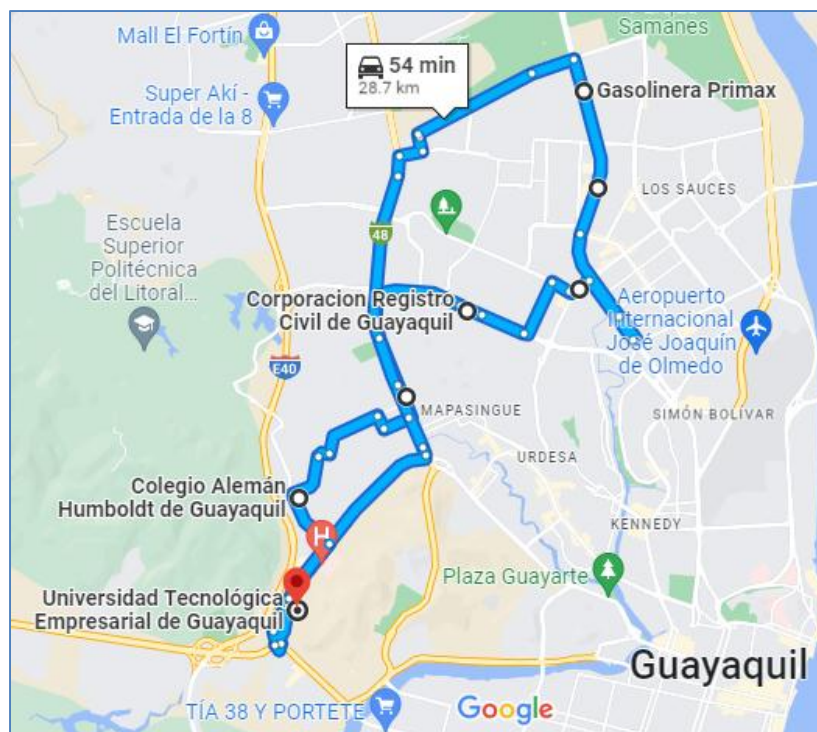 Samanes
Mall El Fortín
54 min
28.7 km
Gasolinera Primax
Super Akí -
Entrada de la 8
LOS SAUCES
Escuela
Superior
Politécnica
del Litoral...
48
Corporacion Registro
Civil de Guayaquil
Aeropuerto
Internacional
José Joaquín
de Olmedo
E40
MAPASINGUE
SIMÓN BOLÍVAR
URDESA
Colegio Alemán
Humboldt de Guayaquil
KENNEDY
H
Plaza Guayarte
Universidad Tecnológica
Empresarial de Guayaquil
Guayaquil
TÍA 38 Y PORTETE
Google